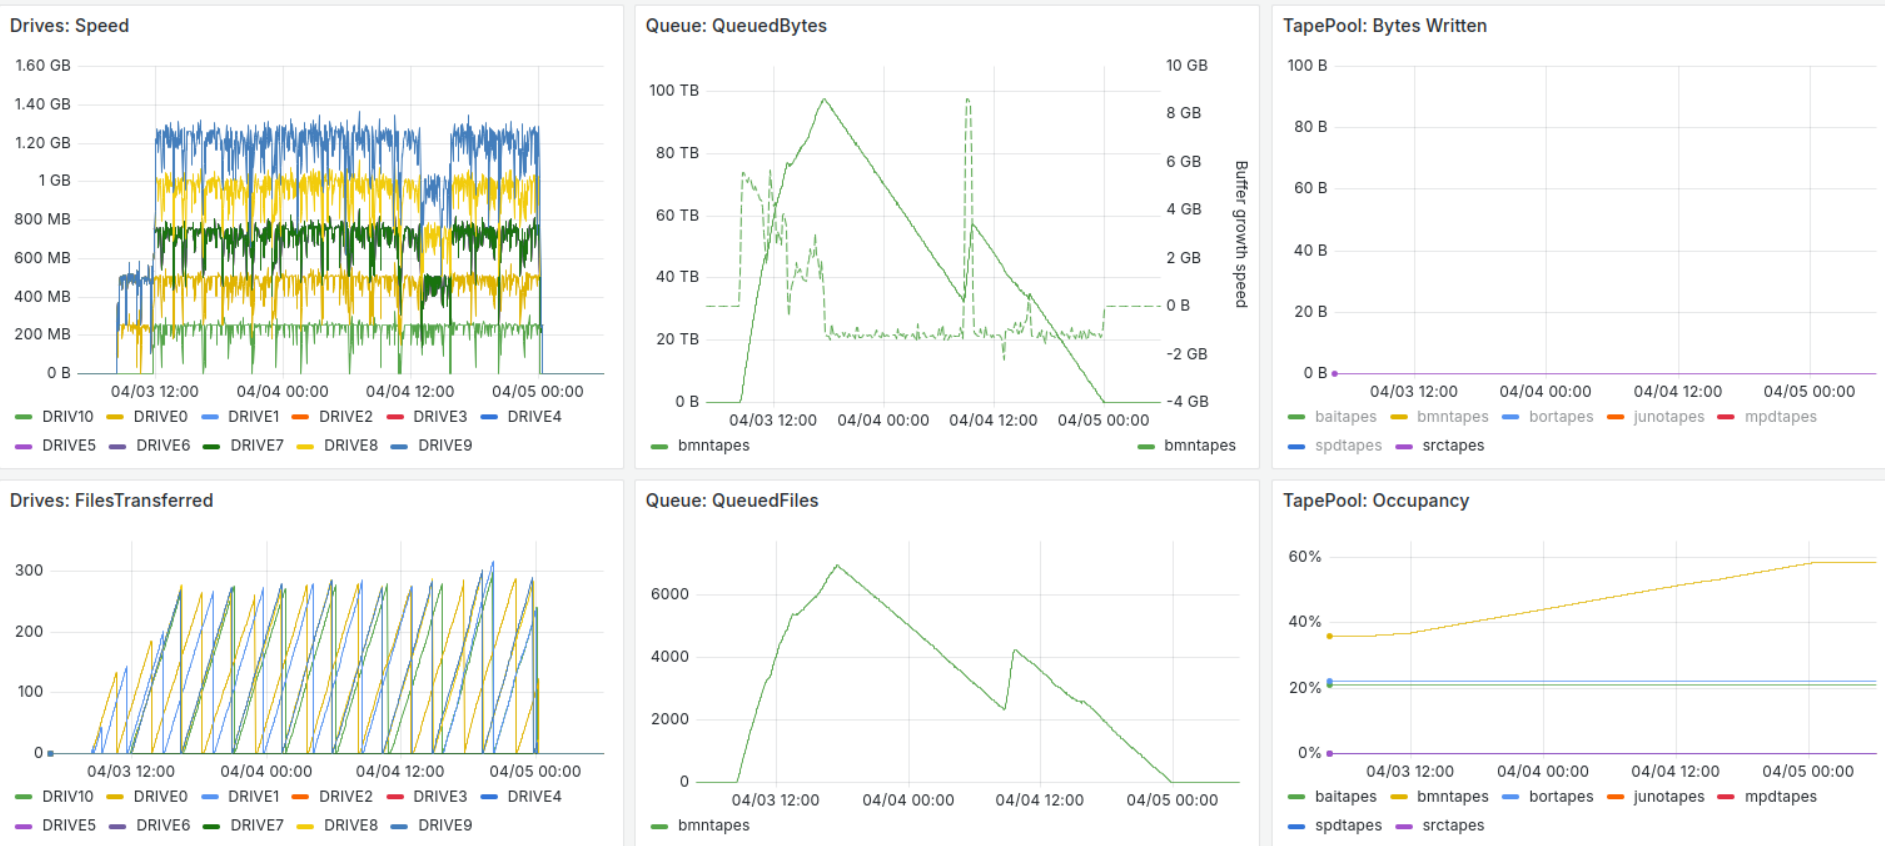 Drives: Speed
1.60 GB
1.40 GB
1.20 GB
1 GB
800 MB
600 MB
400 MB
200 MB
0 B
04/03 12:00 04/04 00:00 04/04 12:00 04/05 00:00
DRIV10 DRIVE0 DRIVE1 DRIVE2 DRIVE3 DRIVE4
DRIVE5 DRIVE6 DRIVE7 DRIVE8 DRIVE9
Queue: QueuedBytes
100 TB
80 TB
60 TB
40 TB
20 TB
0 B
10 GB
8 GB
6 GB
4 GB
2 GB
0 B
-2 GB
-4 GB
Buffer growth speed
04/03 12:00 04/04 00:00 04/04 12:00 04/05 00:00
bmntapes bmntapes
TapePool: Bytes Written
100 B
80 B
60 B
40 B
20 B
0 B
04/03 12:00 04/04 00:00 04/04 12:00 04/05 00:00
baitapes bmntapes bortapes junotapes mpdtapes
spdtapes srctapes
Drives: FilesTransferred
300
200
100
0
04/03 12:00 04/04 00:00 04/04 12:00 04/05 00:00
DRIV10 DRIVE0 DRIVE1 DRIVE2 DRIVE3 DRIVE4
DRIVE5 DRIVE6 DRIVE7 DRIVE8 DRIVE9
Queue: QueuedFiles
6000
4000
2000
0
04/03 12:00 04/04 00:00 04/04 12:00 04/05 00:00
bmntapes
TapePool: Occupancy
60%
40%
20%
0%
04/03 12:00 04/04 00:00 04/04 12:00 04/05 00:00
baitapes bmntapes bortapes junotapes mpdtapes
spdtapes srctapes